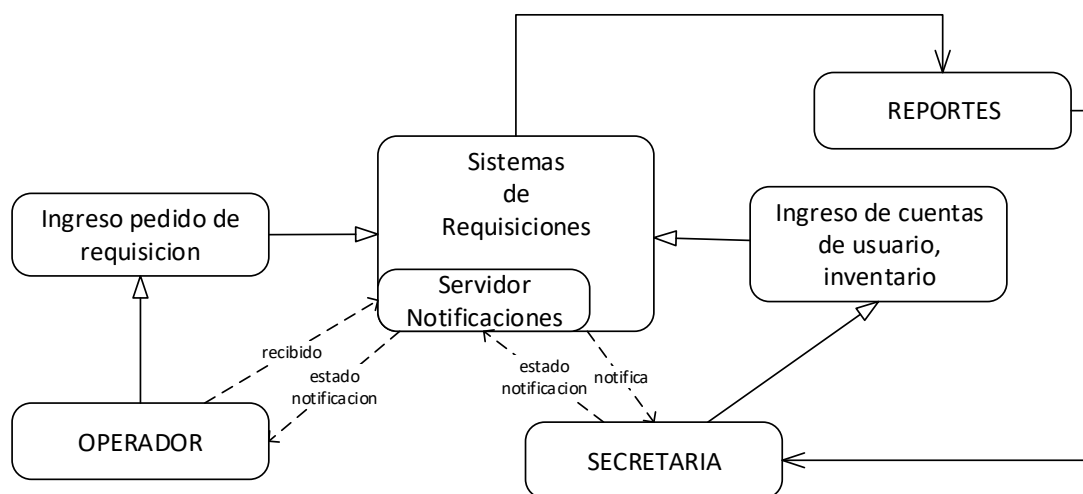 REPORTES
Sistemas
de
Requisiciones
Ingreso pedido de
requisicion
Ingreso de cuentas
de usuario,
inventario
Servidor
Notificaciones
recibido
estado
notificacion
estado
notificacion
notifica
OPERADOR
SECRETARIA